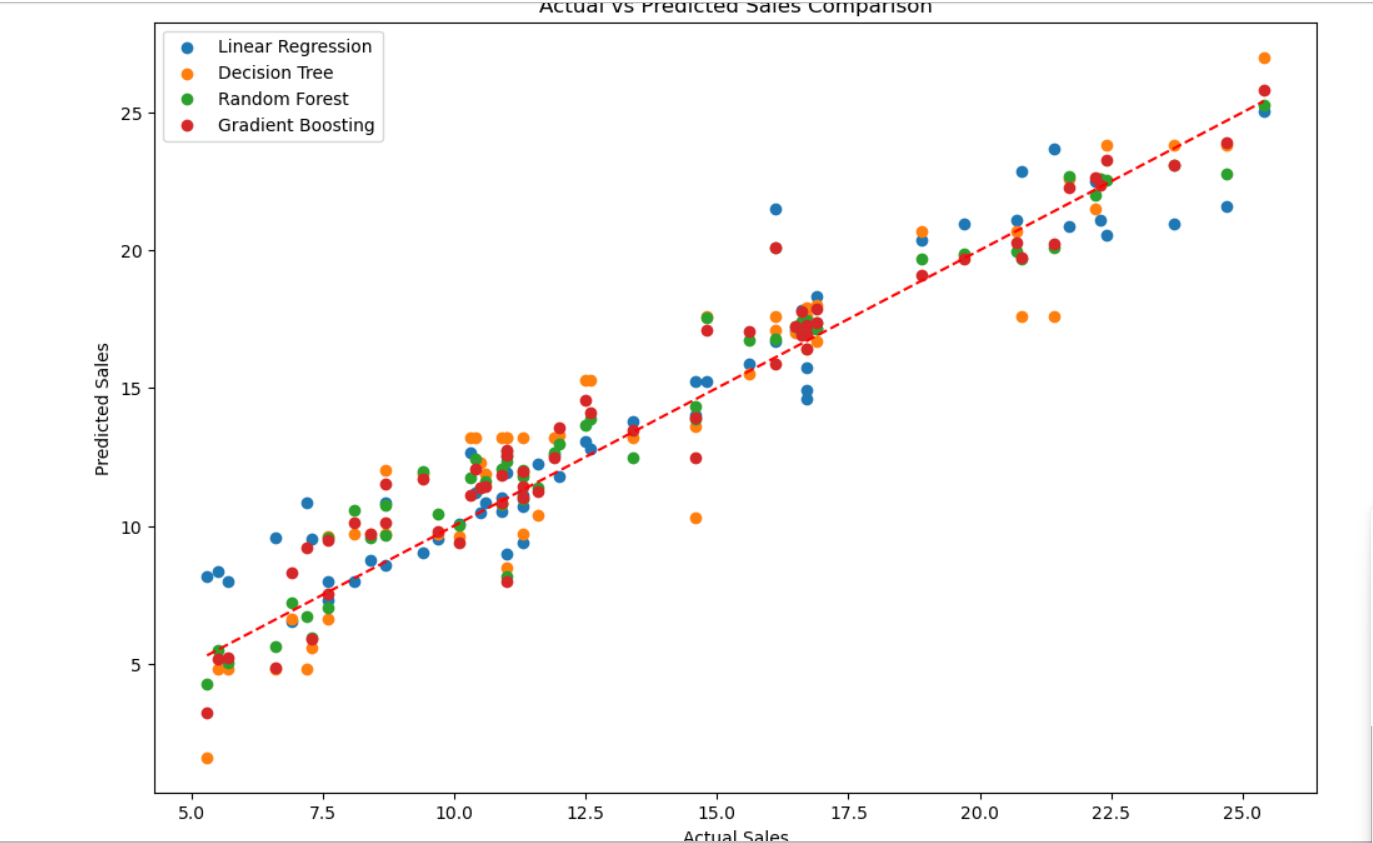 Actual vs Predicted Sales Comparison
Linear Regression
Decision Tree
Random Forest
Gradient Boosting
25
20
15
10
5
Predicted Sales
5.0 7.5 10.0 12.5 15.0 17.5 20.0 22.5 25.0
Actual Sales